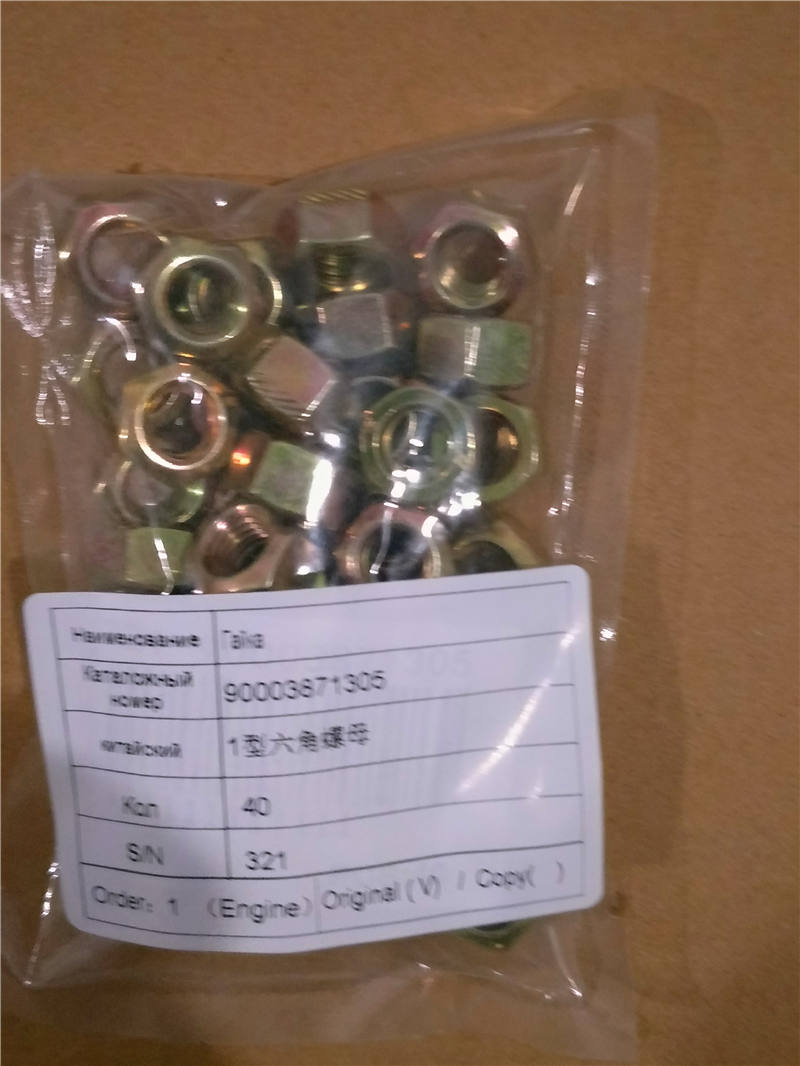 Наименование Гайка
Каталожный
номер 90003871305
китайский 1型六角螺母
Кол 40
S/N 321
Order: 1 (Engine) Original (V) / Copy( )